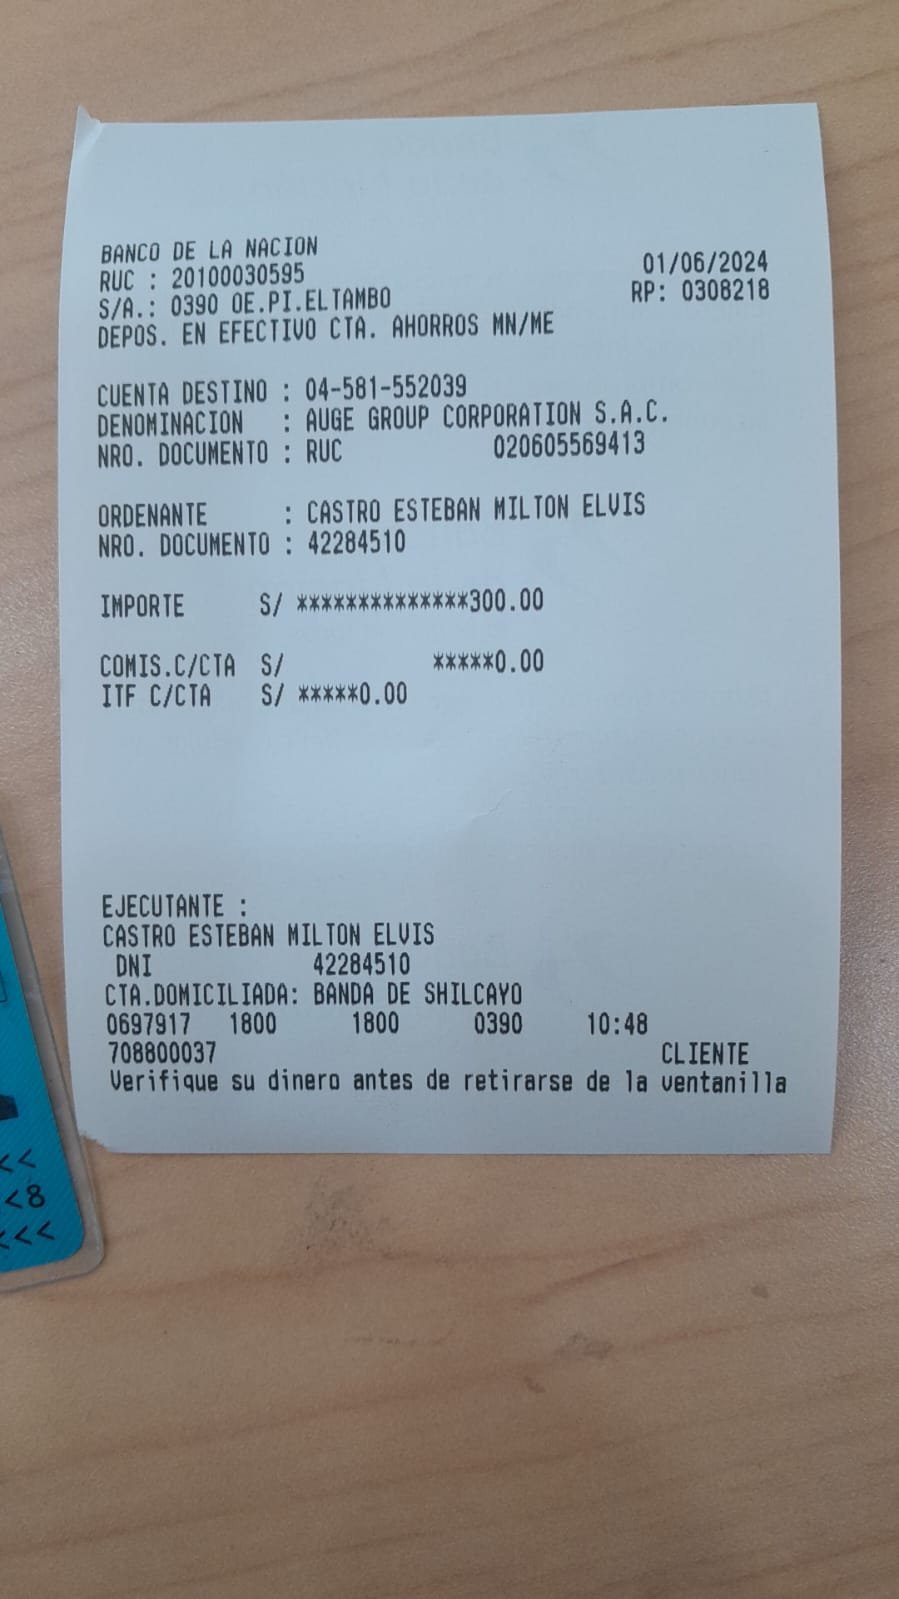 BANCO DE LA NACION
RUC : 20100030595 01/06/2024
S/A.: 0390 OE.PI.ELTAMBO RP: 0308218
DEPOS. EN EFECTIVO CTA. AHORROS MN/ME
CUENTA DESTINO : 04-581-552039
DENOMINACION : AUGE GROUP CORPORATION S.A.C.
NRO. DOCUMENTO : RUC 020605569413
ORDENANTE : CASTRO ESTEBAN MILTON ELVIS
NRO. DOCUMENTO : 42284510
IMPORTE S/ **************300.00
COMIS.C/CTA S/ *****0.00
ITF C/CTA S/ *****0.00
EJECUTANTE :
CASTRO ESTEBAN MILTON ELVIS
DNI 42284510
CTA.DOMICILIADA: BANDA DE SHILCAYO
0697917 1800 1800 0390 10:48
708800037 CLIENTE
Verifique su dinero antes de retirarse de la ventanilla
<<
<8
<<<